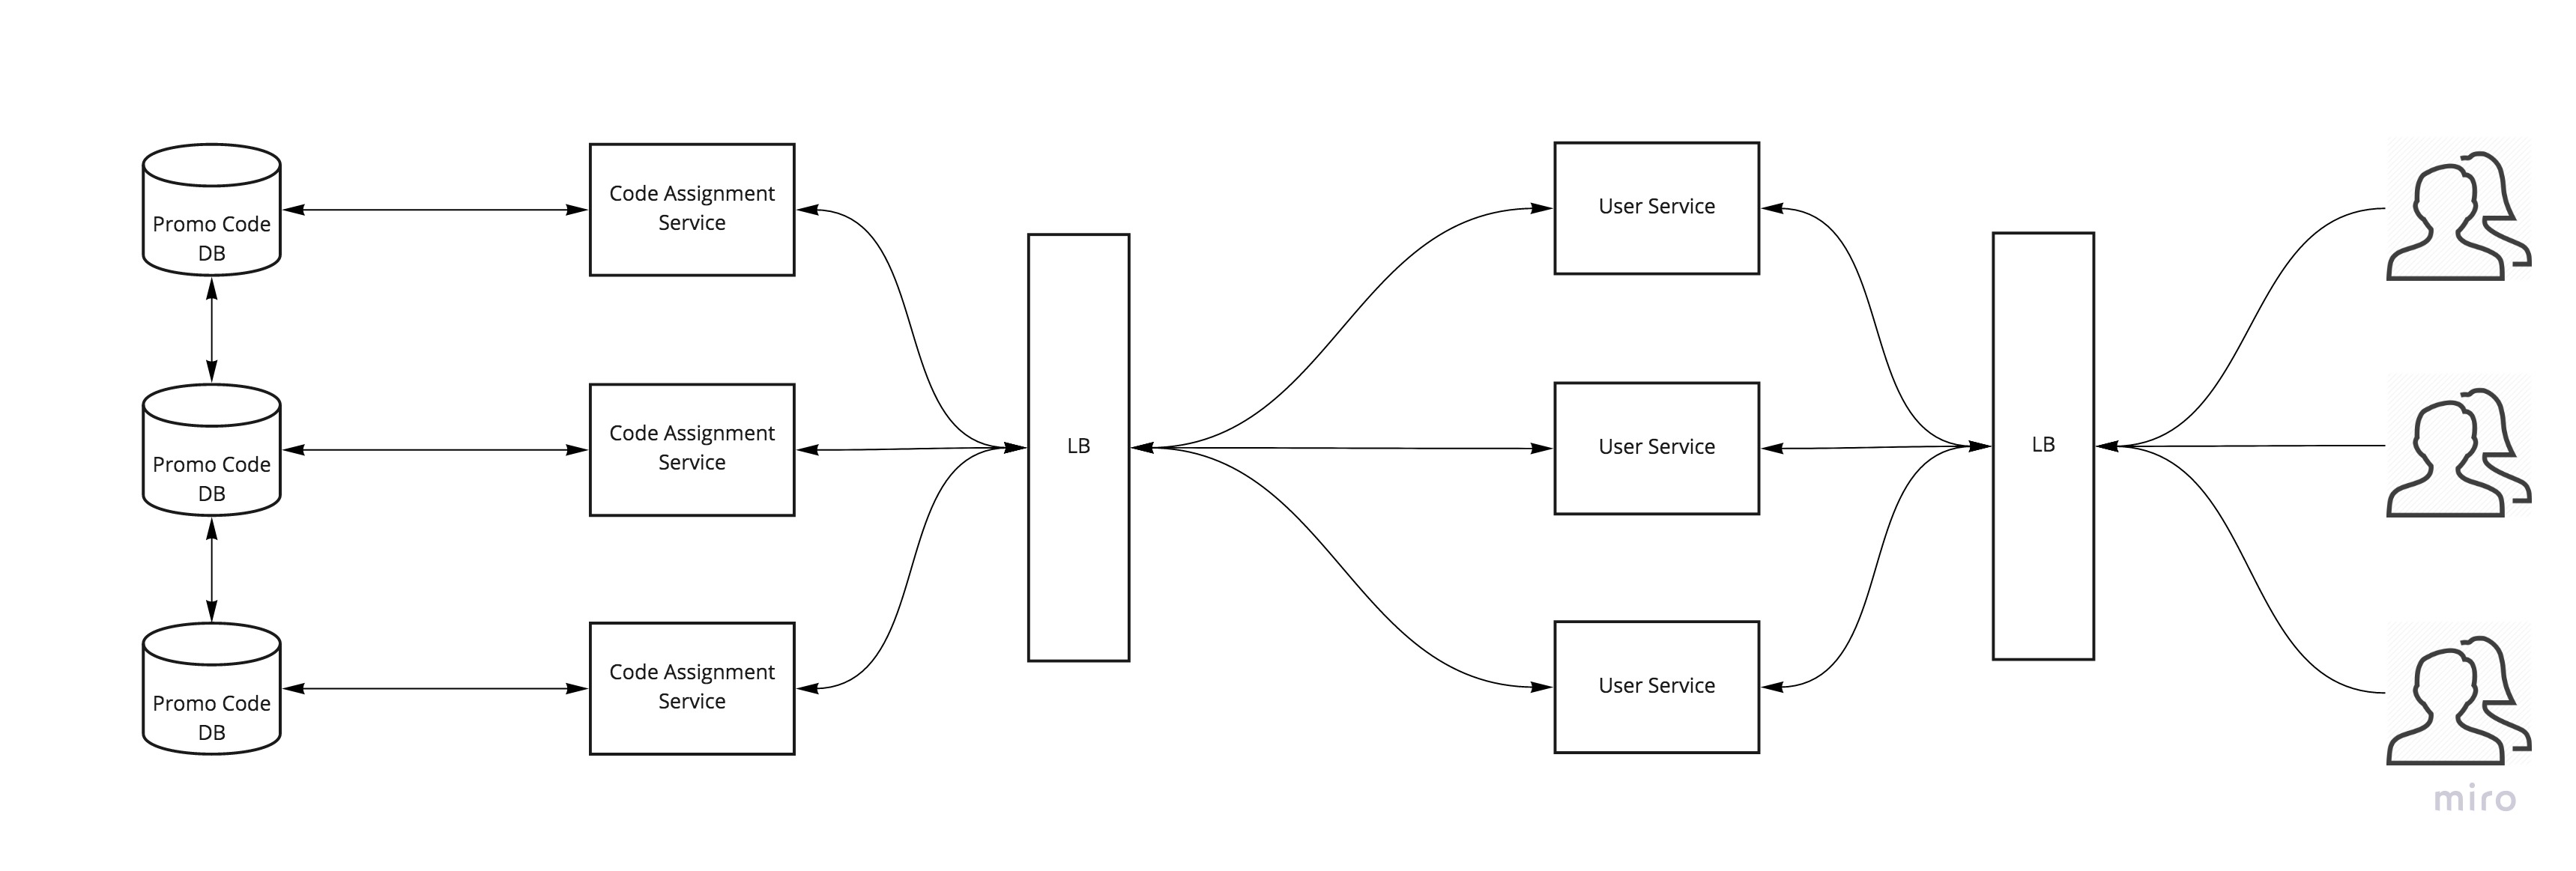 Promo Code
DB
Code Assignment
Service
User Service
Promo Code
DB
Code Assignment
Service
LB
User Service
LB
Promo Code
DB
Code Assignment
Service
User Service
miro